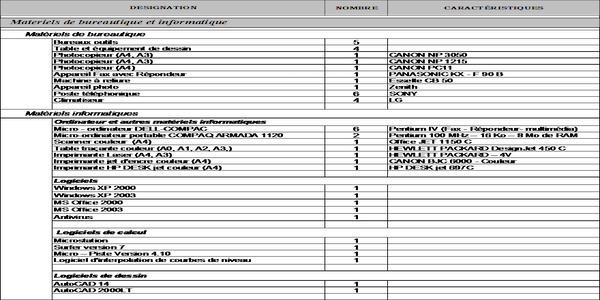 DESIGNATION NOMBRE CARACTÉRISTIQUES
Materiels de bureautique et informatique
Matériels de bureautique
Bureaux outils 5
Table et équipement de dessin 4
Photocopieur (A4, A3) 1 CANON NP 3050
Photocopieur (A4, A3) 1 CANON NP 1215
Photocopieur (A4) 1 CANON PC11
Appareil Fax avec Répondeur 1 PANASONIC KX - F 90 B
Machine à reliure 1 Esselte CB 50
Appareil photo 1 Zenith
Poste téléphonique 6 SONY
Climatiseur 4 LG
Matériels informatiques
Ordinateur et autres matériels informatiques
Micro - ordinateur DELL-COMPAC 6 Pentium IV (Fax - Répondeur- multimédia)
Micro-ordinateur portable COMPAQ ARMADA 1120 2 Pentium 100 MHz – 16 Ko – 8 Mo de RAM
Scanner couleur (A4) 1 Office JET 1150 C
Table traçante couleur (A0, A1, A2, A3,) 1 HEWLETT PACKARD DesignJet 450 C
Imprimante Laser (A4, A3) 1 HEWLETT PACKARD – 4V
Imprimante jet d'encre couleur (A4) 1 CANON BJC 6000 - Couleur
Imprimante HP DESK jet couleur (A4) 1 HP DESK jet 697C
Logiciels
Windows XP 2000 1
Windows XP 2003 1
MS Office 2000 1
MS Office 2003 1
Antivirus 1
Logiciels de calcul
Microstation 1
Surfer version 7 1
Micro – Piste Version 4.10 1
Logiciel d'interpolation de courbes de niveau 1
Logiciels de dessin
AutoCAD 14 1
AutoCAD 2000LT 1